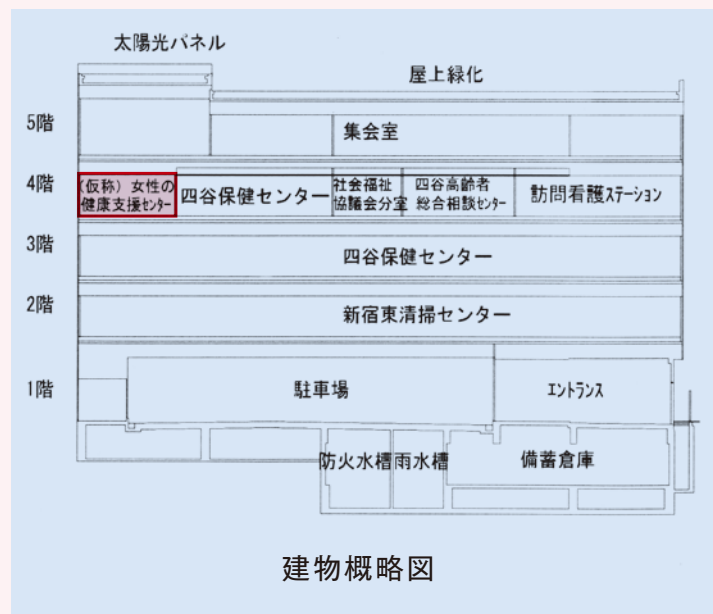 太陽光パネル
屋上緑化
5階
集会室
4階
(仮称) 女性の
健康支援センター
四谷保健センター
社会福祉
協議会分室
四谷高齢者
総合相談センター
訪問看護ステーション
3階
四谷保健センター
2階
新宿東清掃センター
1階
駐車場
エントランス
防火水槽
雨水槽
備蓄倉庫
建物概略図